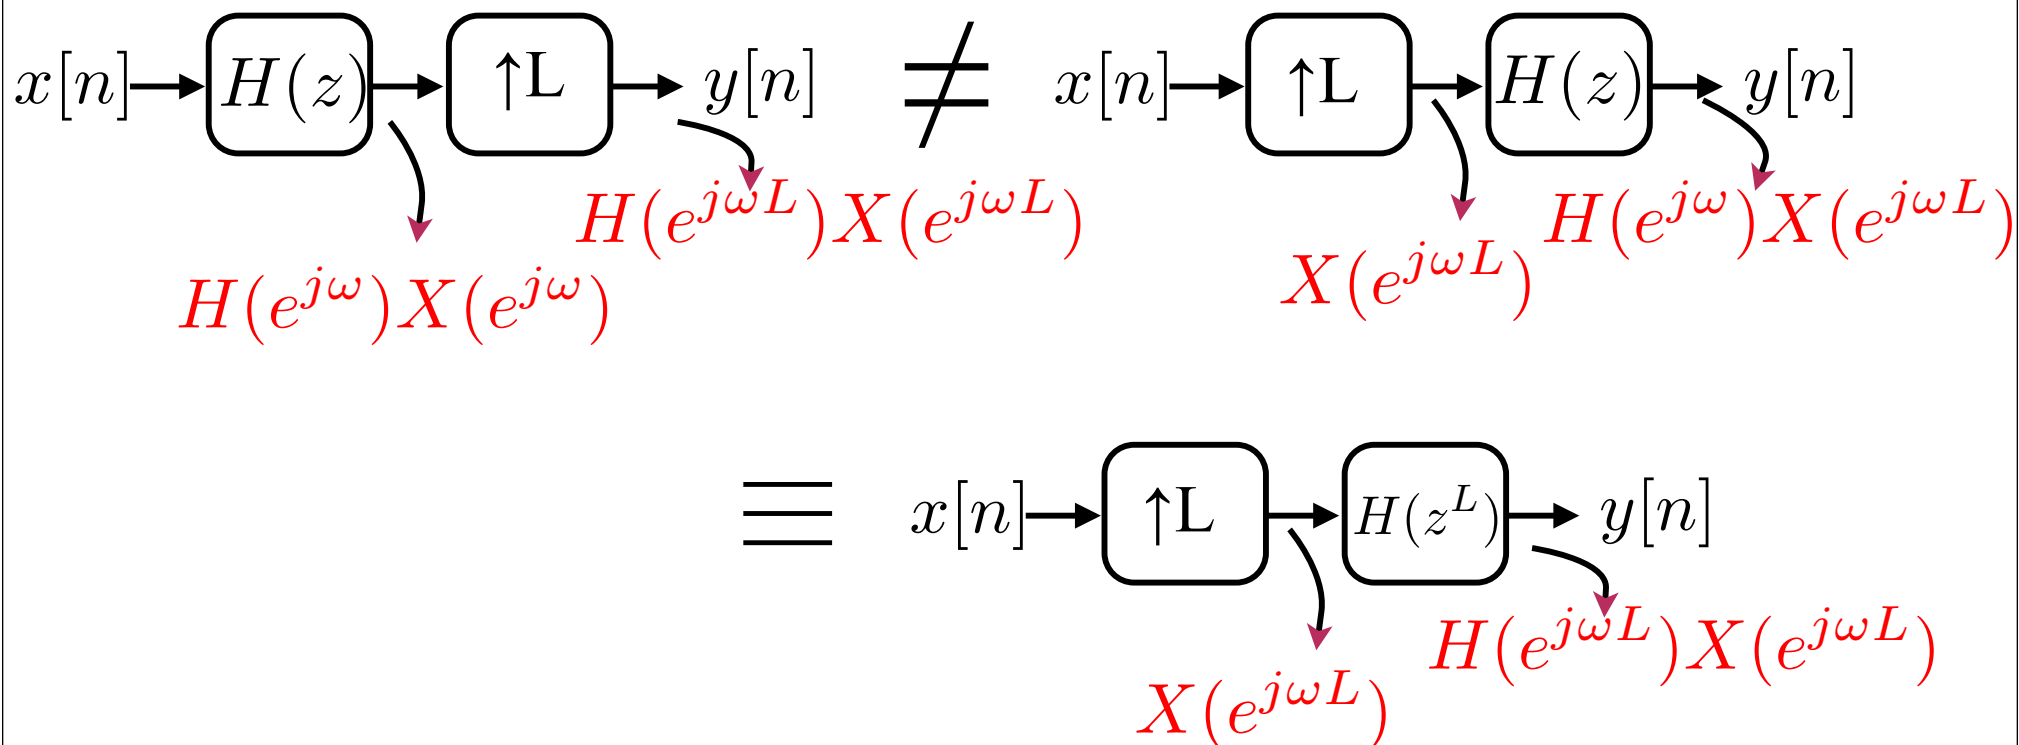 x[n] H(z) ↑L y[n] ≠ x[n] ↑L H(z) y[n]
H(e^{jωL})X(e^{jωL}) H(e^{jω})X(e^{jωL})
H(e^{jω})X(e^{jω}) X(e^{jωL})
≡ x[n] ↑L H(z^L) y[n]
H(e^{jωL})X(e^{jωL})
X(e^{jωL})